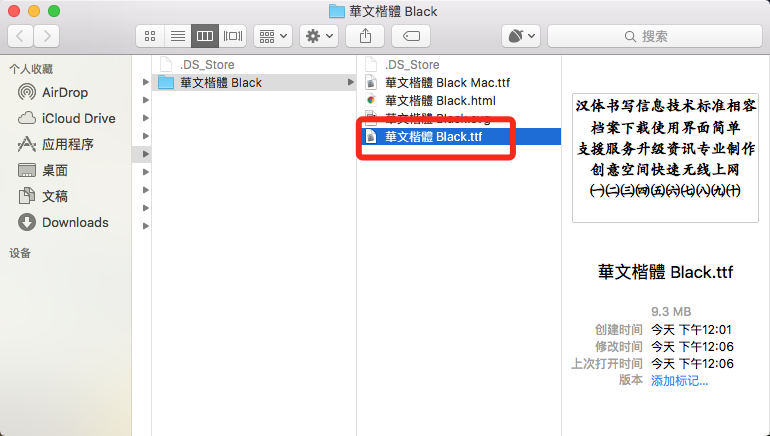 華文楷體 Black
搜索
个人收藏
AirDrop
iCloud Drive
应用程序
桌面
文稿
Downloads
设备
.DS_Store
華文楷體 Black
.DS_Store
華文楷體 Black Mac.ttf
華文楷體 Black.html
華文楷體 Black.svg
華文楷體 Black.ttf
汉体书写信息技术标准相容
档案下载使用界面简单
支援服务升级资讯专业制作
创意空间快速无线上网
㈠㈡㈢㈣㈤㈥㈦㈧㈨㈩
華文楷體 Black.ttf
9.3 MB
创建时间 今天 下午12:01
修改时间 今天 下午12:06
上次打开时间 今天 下午12:06
版本 添加标记...